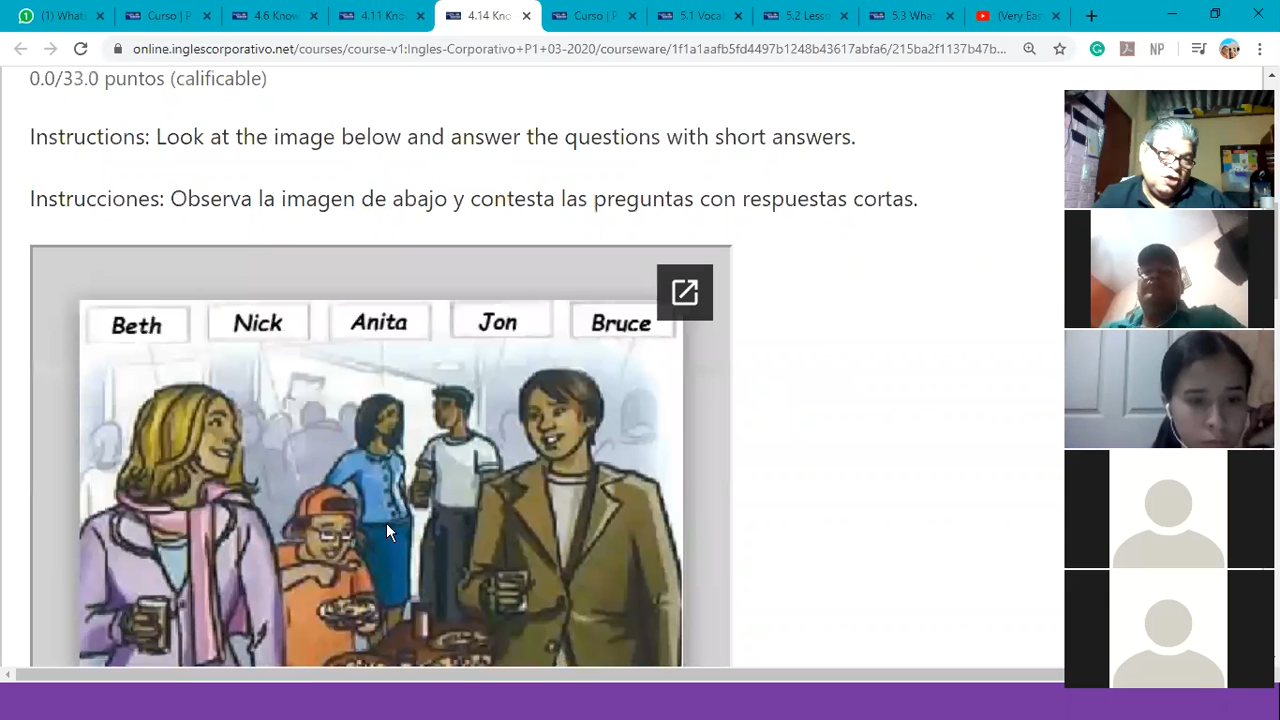 (1) Whats
Curso | P
4.6 Know
4.11 Kno
4.14 Kno
Curso | P
5.1 Voca
5.2 Less
5.3 What
(Very Eas
online.inglescorporativo.net/courses/course-v1:Ingles-Corporativo+P1+03-2020/courseware/1f1a1aafb5fd4497b1248b43617abfa6/215ba2f1137b47b...
NP
0.0/33.0 puntos (calificable)
Instructions: Look at the image below and answer the questions with short answers.
Instrucciones: Observa la imagen de abajo y contesta las preguntas con respuestas cortas.
Beth Nick Anita Jon Bruce